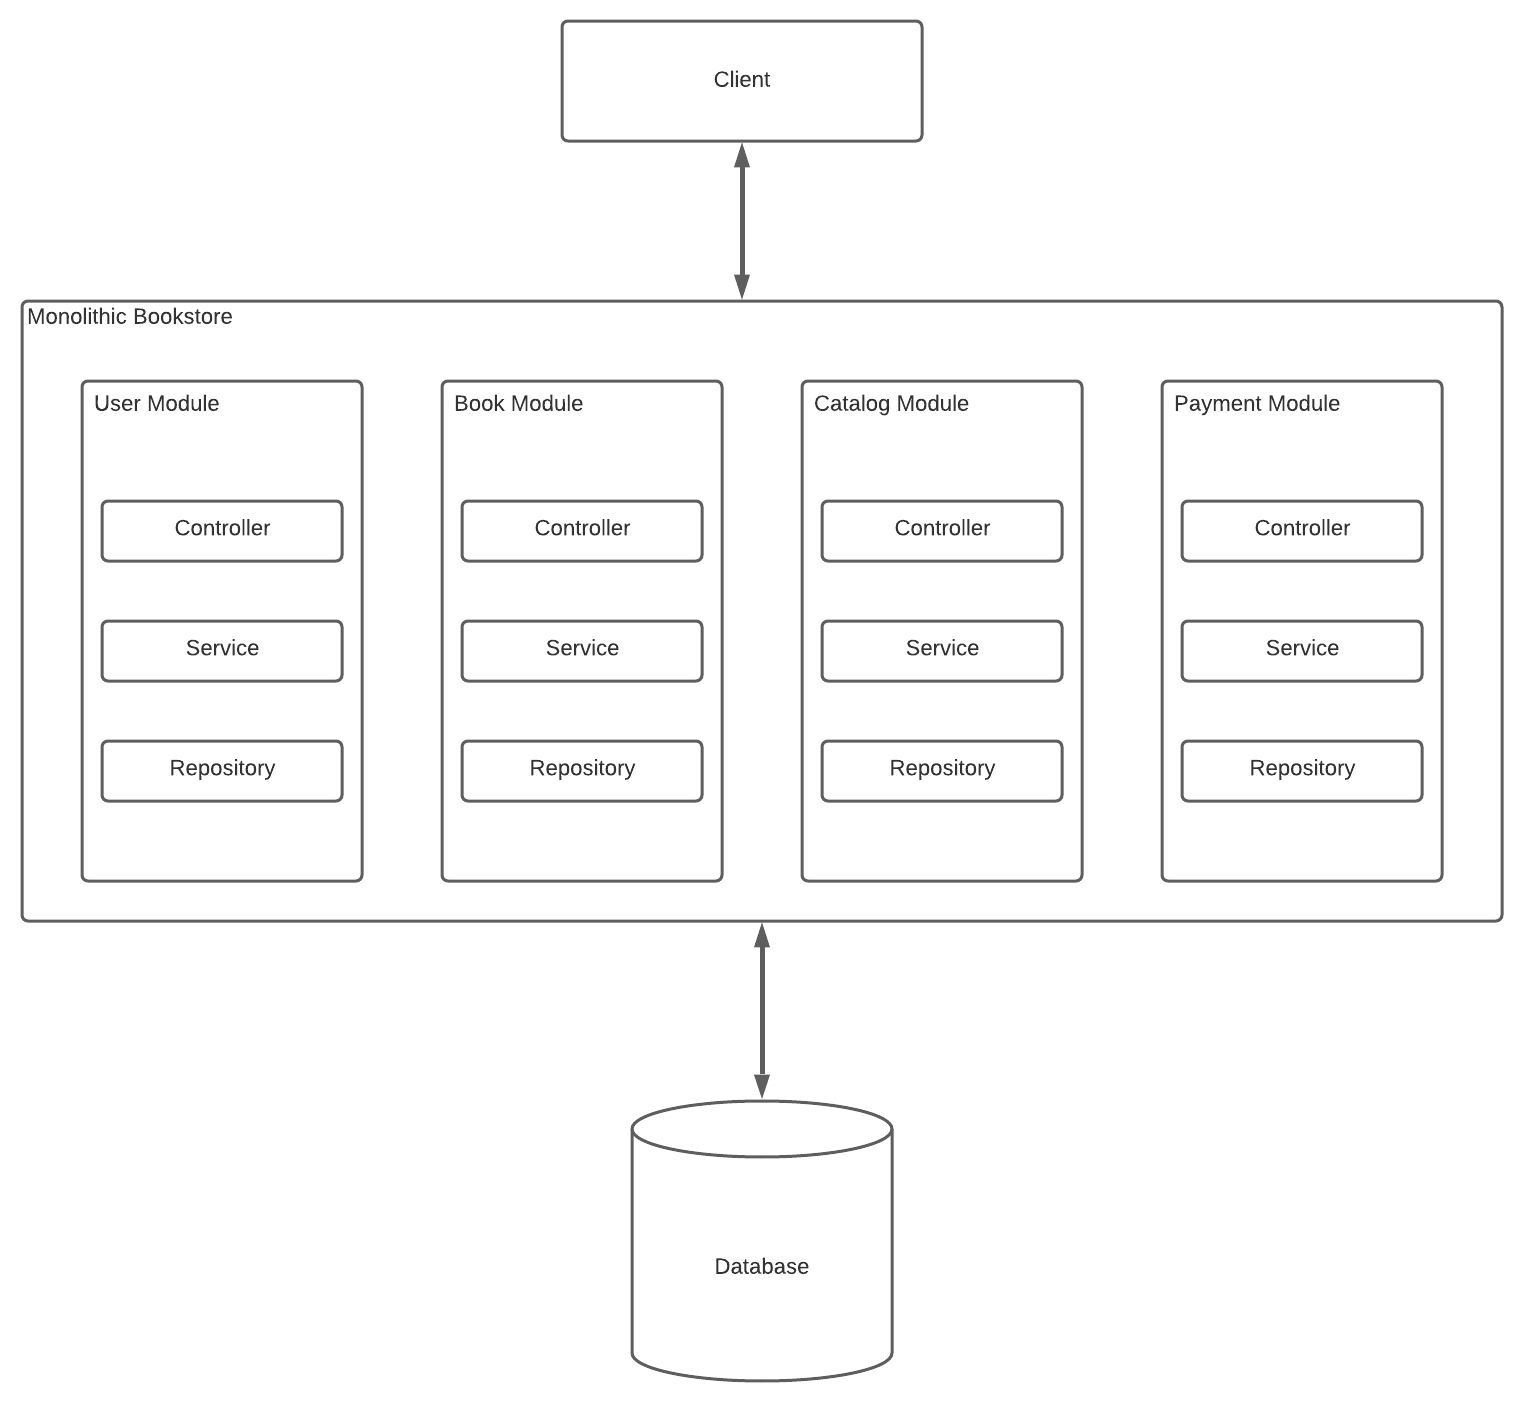 Client
Monolithic Bookstore
User Module
Book Module
Catalog Module
Payment Module
Controller
Controller
Controller
Controller
Service
Service
Service
Service
Repository
Repository
Repository
Repository
Database